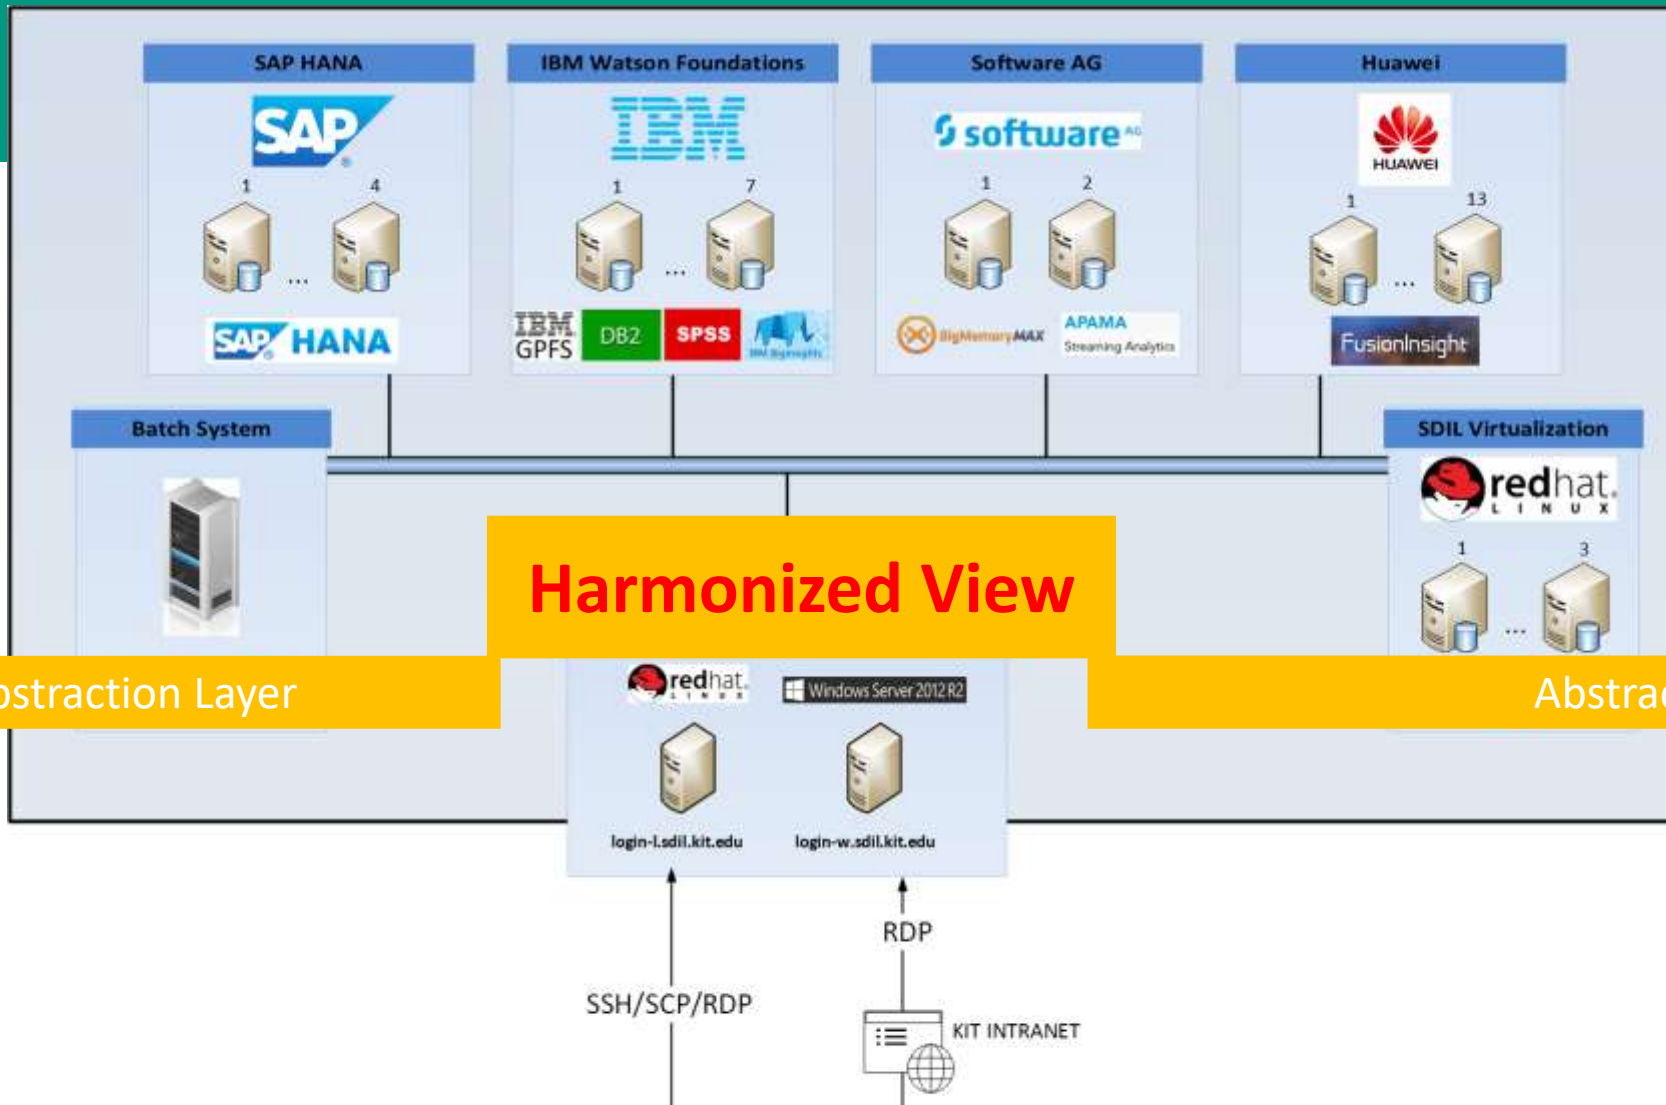 SAP HANA
IBM Watson Foundations
Software AG
Huawei
SAP
®
IBM
software AG
HUAWEI
1
4
1
7
1
2
1
13
...
...
...
SAP HANA
IBM
GPFS
DB2
SPSS
IBM BigInsights
BigMemoryMAX
APAMA
Streaming Analytics
FusionInsight
Batch System
SDIL Virtualization
redhat.
LINUX
1
3
...
Harmonized View
bstraction Layer
Abstrac
redhat.
LINUX
Windows Server 2012 R2
login-l.sdil.kit.edu
login-w.sdil.kit.edu
RDP
SSH/SCP/RDP
KIT INTRANET